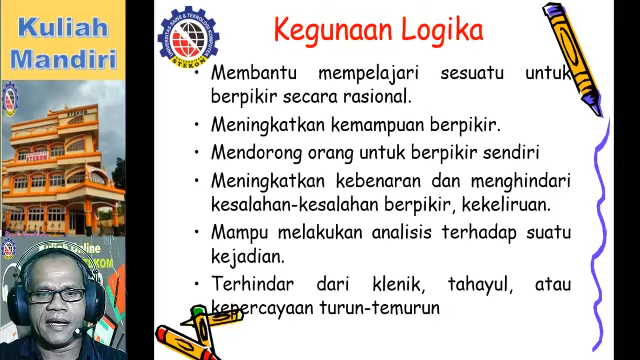 Kuliah
Mandiri
Kegunaan Logika
STEKOM
• Membantu mempelajari sesuatu untuk
berpikir secara rasional.
• Meningkatkan kemampuan berpikir.
• Mendorong orang untuk berpikir sendiri
• Meningkatkan kebenaran dan menghindari
kesalahan-kesalahan berpikir, kekeliruan.
• Mampu melakukan analisis terhadap suatu
kejadian.
• Terhindar dari klenik, tahayul, atau
kepercayaan turun-temurun
STEKOM